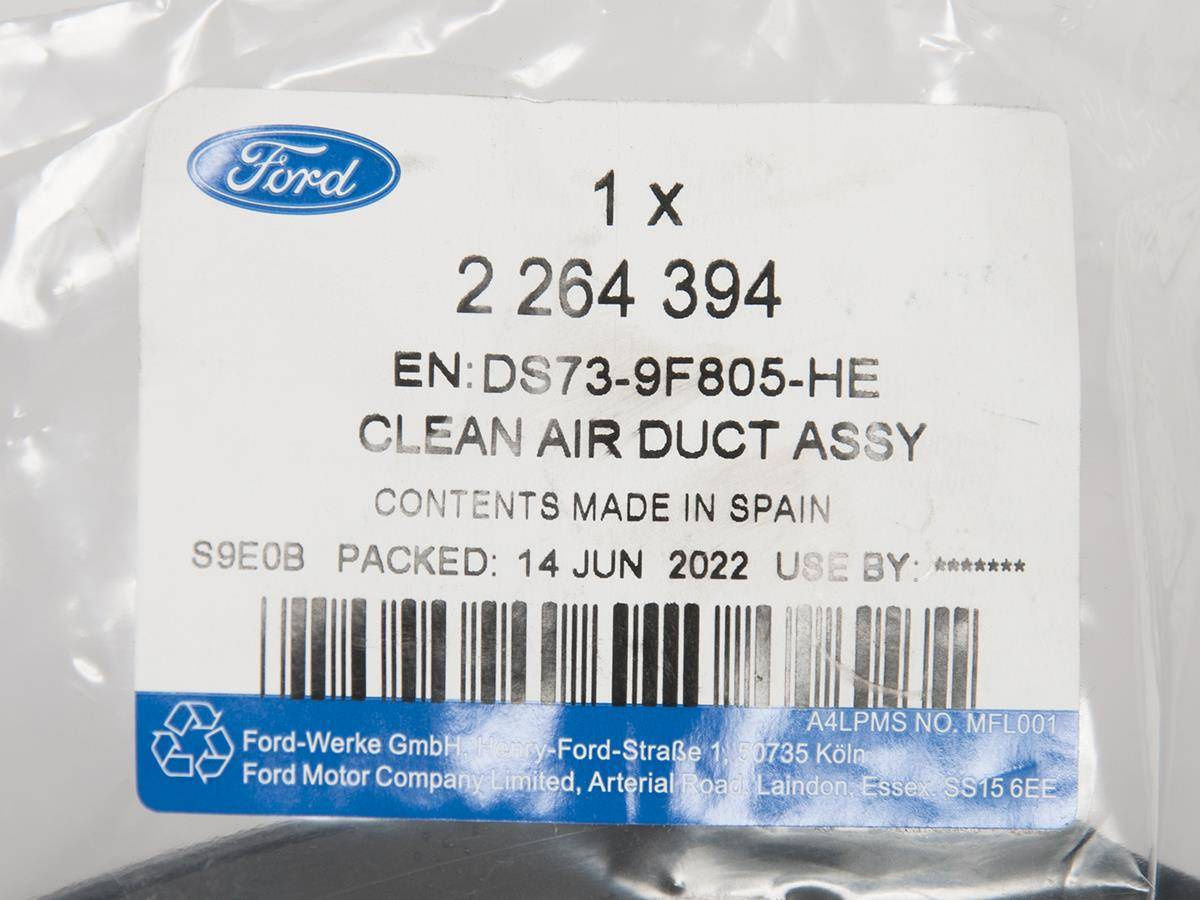 Ford
1 x
2 264 394
EN:DS73-9F805-HE
CLEAN AIR DUCT ASSY
CONTENTS MADE IN SPAIN
S9E0B PACKED: 14 JUN 2022 USE BY: *******
A4LPMS NO. MFL001
Ford-Werke GmbH, Henry-Ford-Straße 1, 50735 Köln
Ford Motor Company Limited, Arterial Road, Laindon, Essex. SS15 6EE